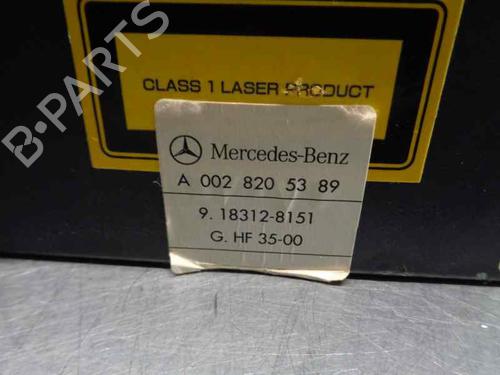 CLASS 1 LASER PRODUCT
Mercedes-Benz
A 002 820 53 89
9. 18312-8151
G. HF 35-00
B-PARTS